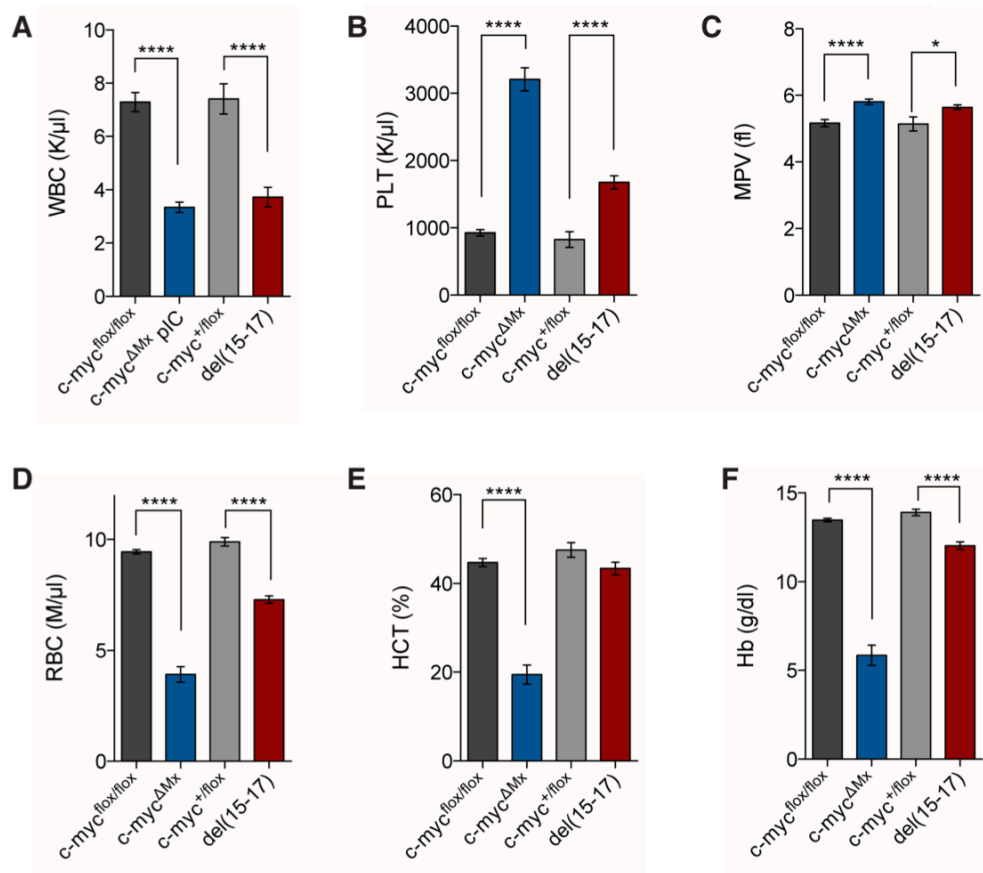 A
WBC (K/µl)
10
8
6
4
2
0
**** ****
c-myc^flox/flox
c-myc^ΔMx pIC
c-myc^+/flox
del(15-17)
B
PLT (K/µl)
4000
3000
2000
1000
0
**** ****
c-myc^flox/flox
c-myc^ΔMx
c-myc^+/flox
del(15-17)
C
MPV (fl)
8
6
4
2
0
**** *
c-myc^flox/flox
c-myc^ΔMx
c-myc^+/flox
del(15-17)
D
RBC (M/µl)
10
5
0
**** ****
c-myc^flox/flox
c-myc^ΔMx
c-myc^+/flox
del(15-17)
E
HCT (%)
60
40
20
0
****
c-myc^flox/flox
c-myc^ΔMx
c-myc^+/flox
del(15-17)
F
Hb (g/dl)
15
10
5
0
**** ****
c-myc^flox/flox
c-myc^ΔMx
c-myc^+/flox
del(15-17)